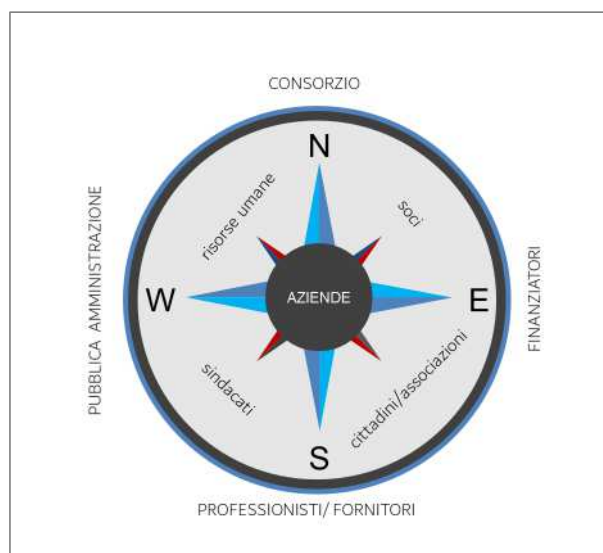 CONSORZIO
N
risorse umane
soci
PUBBLICA AMMINISTRAZIONE
W
AZIENDE
E
FINANZIATORI
sindacati
cittadini/associazioni
S
PROFESSIONISTI/ FORNITORI